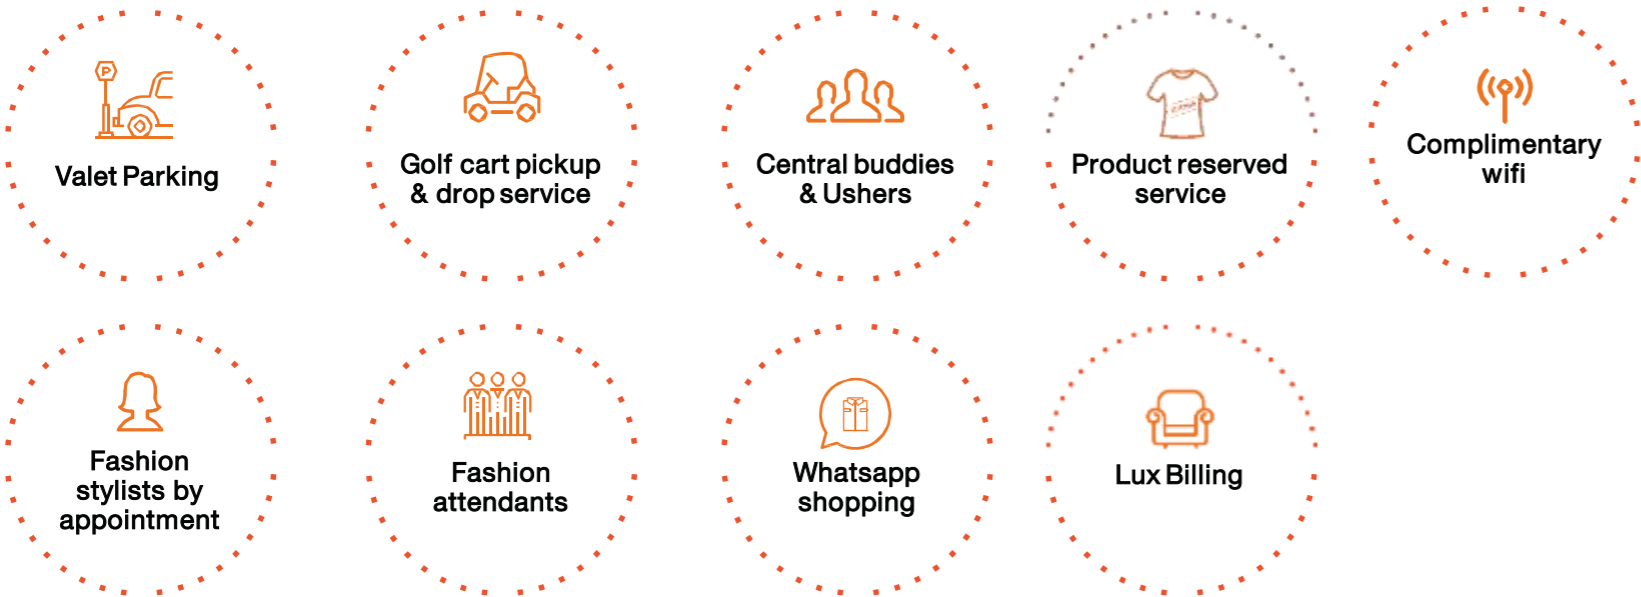 P
Valet Parking
Golf cart pickup
& drop service
Central buddies
& Ushers
Product reserved
service
Complimentary
wifi
Fashion
stylists by
appointment
Fashion
attendants
Whatsapp
shopping
Lux Billing